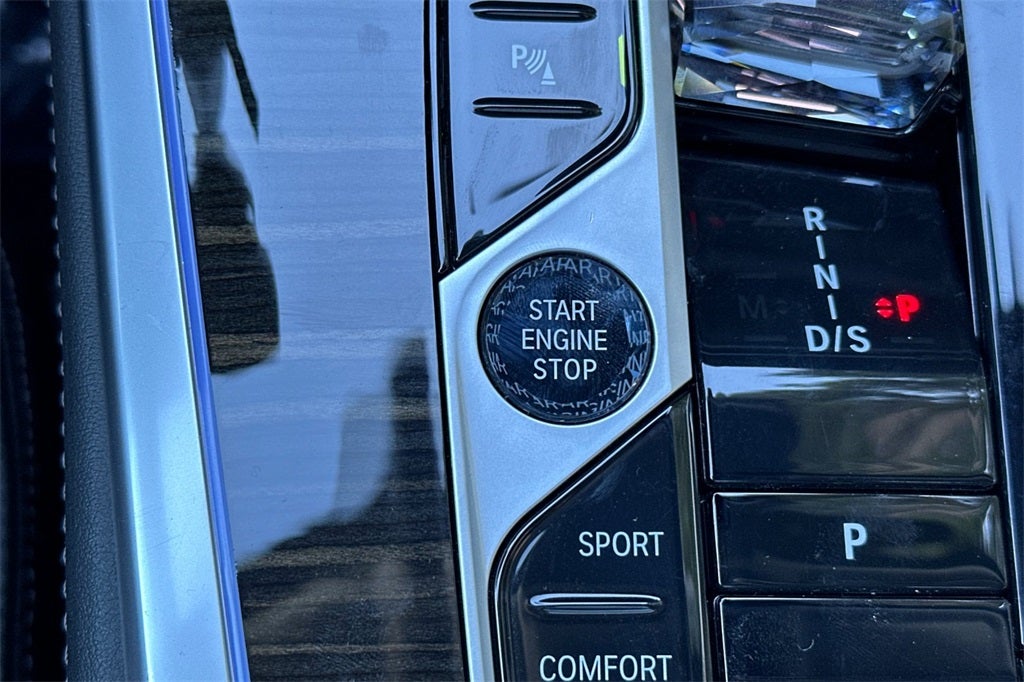 P
START
ENGINE
STOP
R
N
D/S
P
P
SPORT
COMFORT